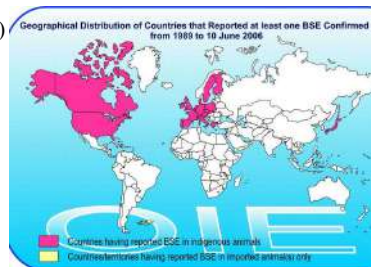 )
Geographical Distribution of Countries that Reported at least one BSE Confirmed
from 1989 to 10 June 2006
OIE
Countries having reported BSE in indigenous animals
Countries/territories having reported BSE in imported animals only